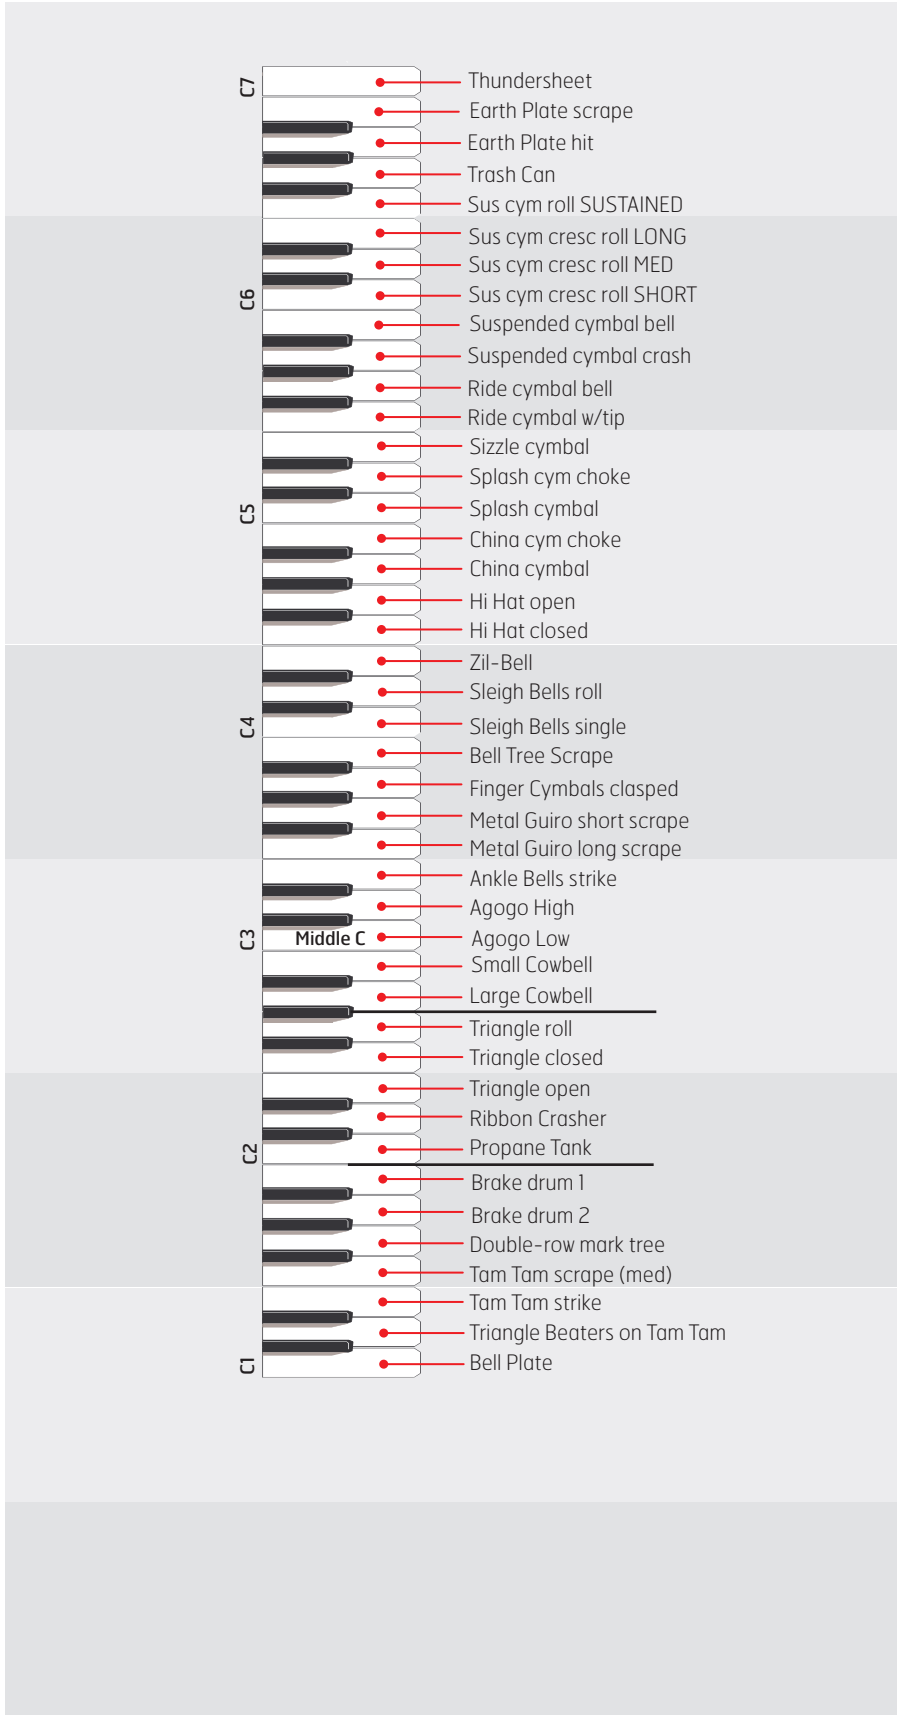 C7
Thundersheet
Earth Plate scrape
Earth Plate hit
Trash Can
Sus cym roll SUSTAINED
Sus cym cresc roll LONG
Sus cym cresc roll MED
C6
Sus cym cresc roll SHORT
Suspended cymbal bell
Suspended cymbal crash
Ride cymbal bell
Ride cymbal w/tip
Sizzle cymbal
Splash cym choke
C5
Splash cymbal
China cym choke
China cymbal
Hi Hat open
Hi Hat closed
Zil-Bell
Sleigh Bells roll
C4
Sleigh Bells single
Bell Tree Scrape
Finger Cymbals clasped
Metal Guiro short scrape
Metal Guiro long scrape
Ankle Bells strike
Agogo High
C3
Middle C
Agogo Low
Small Cowbell
Large Cowbell
Triangle roll
Triangle closed
Triangle open
Ribbon Crasher
C2
Propane Tank
Brake drum 1
Brake drum 2
Double-row mark tree
Tam Tam scrape (med)
Tam Tam strike
Triangle Beaters on Tam Tam
C1
Bell Plate